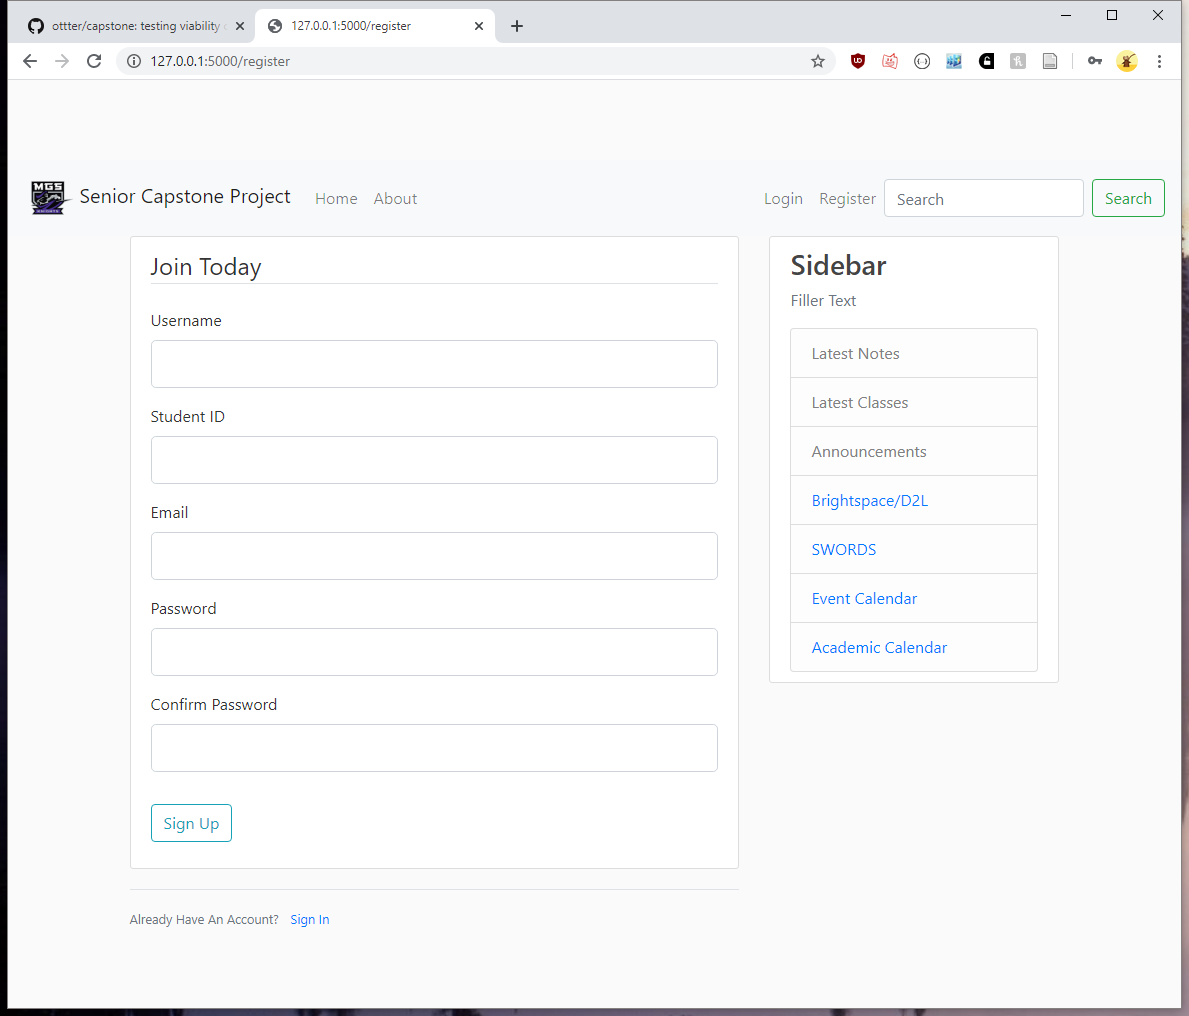 ottter/capstone: testing viability
127.0.0.1:5000/register
127.0.0.1:5000/register
MGS Senior Capstone Project Home About Login Register Search Search
Join Today
Username
Student ID
Email
Password
Confirm Password
Sign Up
Already Have An Account? Sign In
Sidebar
Filler Text
Latest Notes
Latest Classes
Announcements
Brightspace/D2L
SWORDS
Event Calendar
Academic Calendar